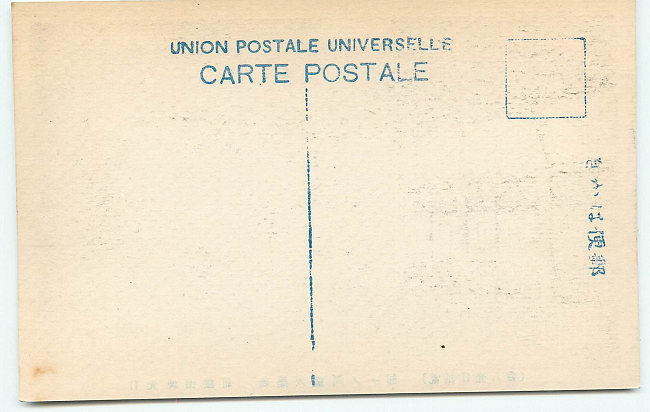 UNION POSTALE UNIVERSELLE
CARTE POSTALE
きかは便郵